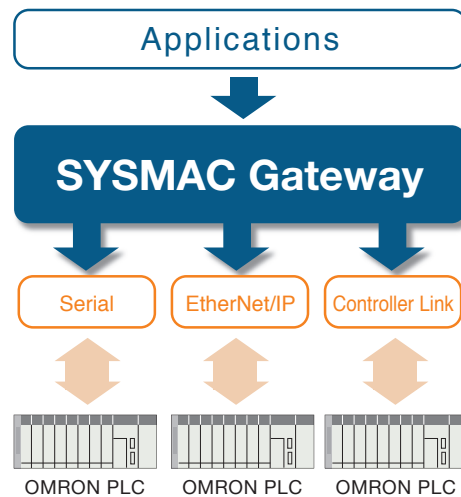 Applications
SYSMAC Gateway
Serial
EtherNet/IP
Controller Link
OMRON PLC
OMRON PLC
OMRON PLC